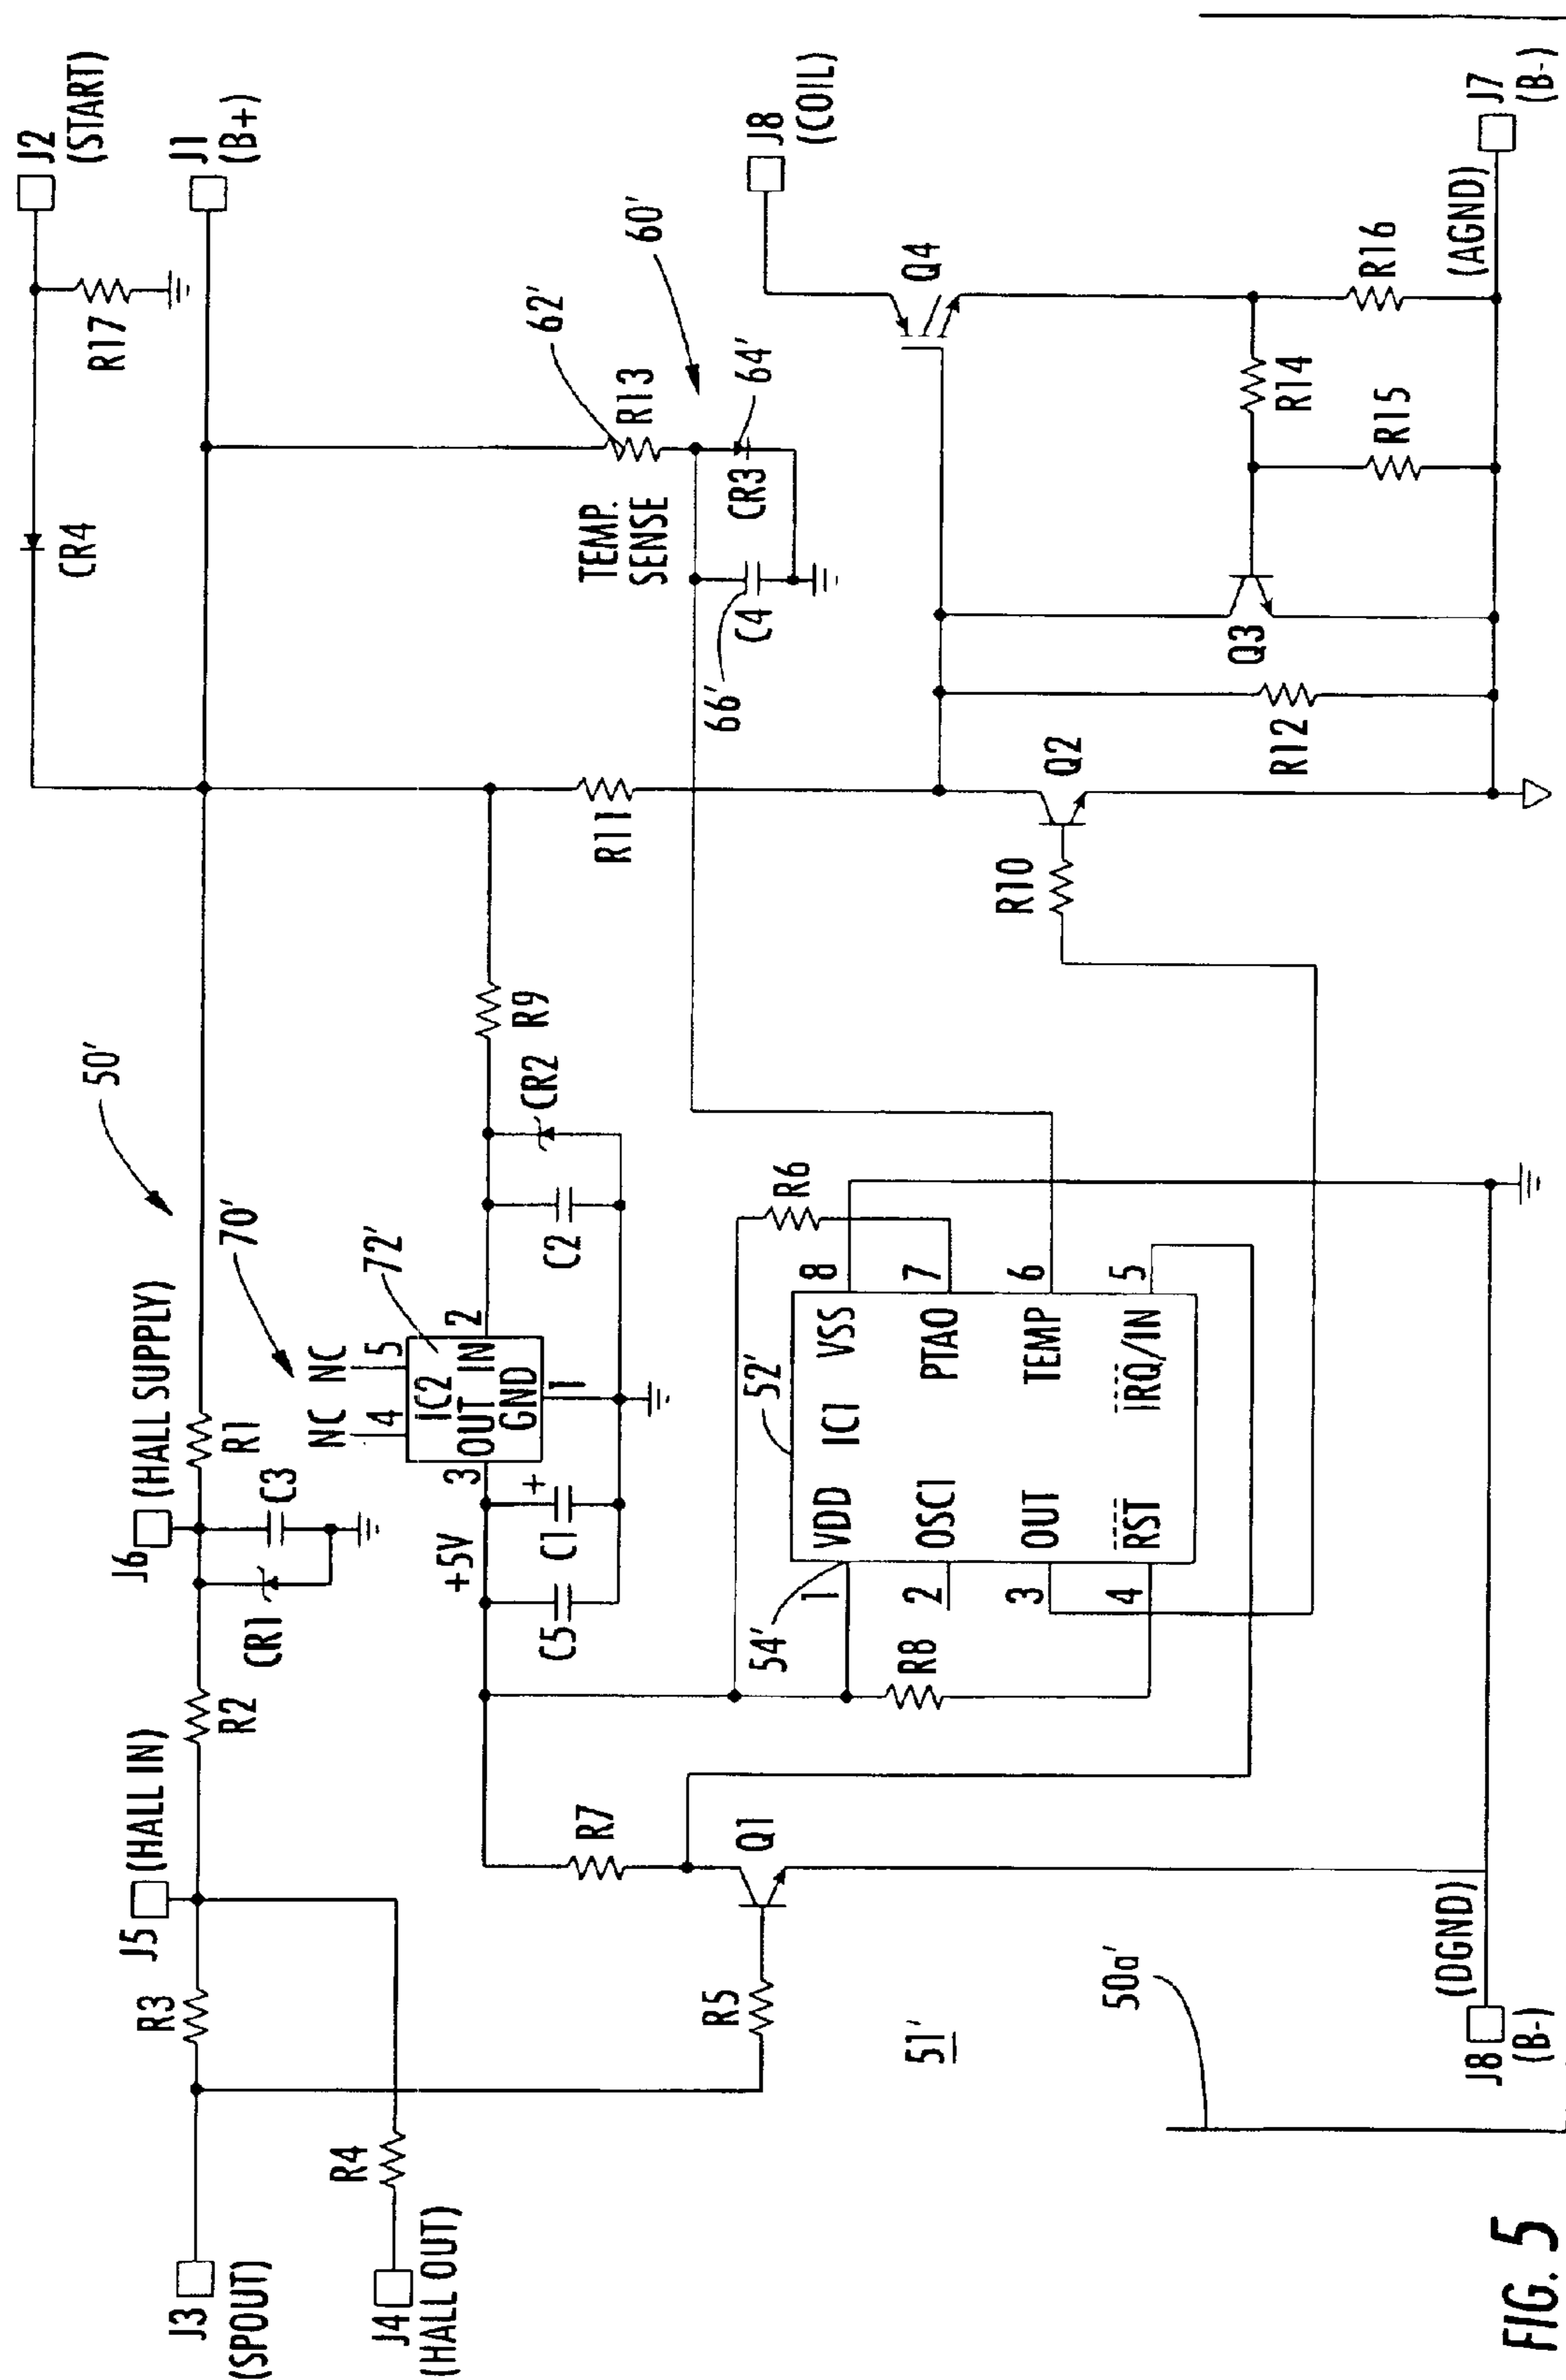 J2
(START)
J1
(B+)
R17
CR4
50'
J6
(HALL SUPPLY)
R1
C3
CR1
R2
(HALL IN)
J5
R3
J3
(SPOUT)
R4
J4
(HALL OUT)
70'
72'
NC
NC
4
5
IC2
OUT
IN
GND
3
2
1
+5V
C1
C5
C2
CR2
R9
R11
TEMP.
SENSE
62'
R13
60'
64'
CR3
C4
66'
J8
(COIL)
Q4
R14
R15
R16
Q3
R12
Q2
R10
(AGND)
J7
(B-)
R6
52'
54'
IC1
VDD
VSS
OSC1
PTAO
OUT
TEMP
RST
IRQ/IN
1
2
3
4
8
7
6
5
R8
R7
Q1
R5
51'
50a'
(DGND)
J8
(B-)
FIG. 5